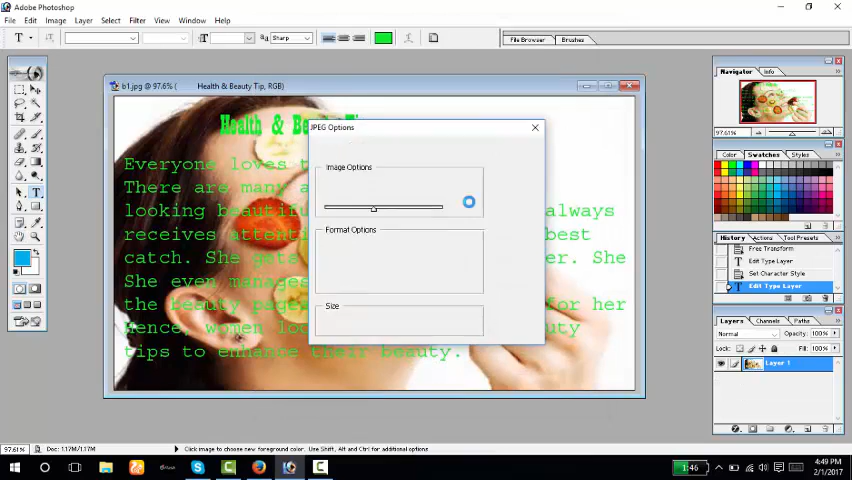 Adobe Photoshop
File Edit Image Layer Select Filter View Window Help
Sharp
File Browser Brushes
b1.jpg @ 97.6% ( Health & Beauty Tip, RGB)
Health & Be
Everyone loves t
There are many a
looking beautifu always
receives attenti best
catch. She gets er. She
She even manages
the beauty pages for her
Hence, women loo uty
tips to enhance their beauty.
JPEG Options
Image Options
Format Options
Size
Navigator Info
97.61%
Color Swatches Styles
History Actions Tool Presets
Free Transform
Edit Type Layer
Set Character Style
Edit Type Layer
Layers Channels Paths
Normal Opacity: 100%
Lock: Fill: 100%
Layer 1
97.61% Doc: 1.17M/1.17M Click image to choose new foreground color. Use Shift, Alt and Ctrl for additional options
1:46
4:49 PM
2/1/2017